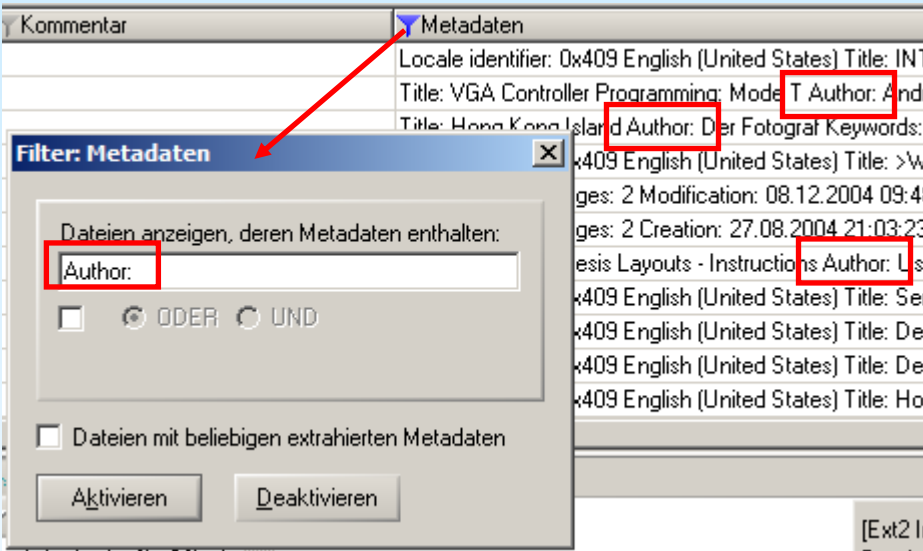 Kommentar
Metadaten
Locale identifier: 0x409 English (United States) Title: INT
Title: VGA Controller Programming: Mode T Author: And
Title: Hong Kong Island Author: Der Fotograf Keywords:
Filter: Metadaten
x409 English (United States) Title: >W
ges: 2 Modification: 08.12.2004 09:48
Dateien anzeigen, deren Metadaten enthalten:
ges: 2 Creation: 27.08.2004 21:03:23
Author:
esis Layouts - Instructions Author: Us
x409 English (United States) Title: Se
ODER UND
x409 English (United States) Title: De
x409 English (United States) Title: De
x409 English (United States) Title: Ho
Dateien mit beliebigen extrahierten Metadaten
Aktivieren
Deaktivieren
[Ext2 I